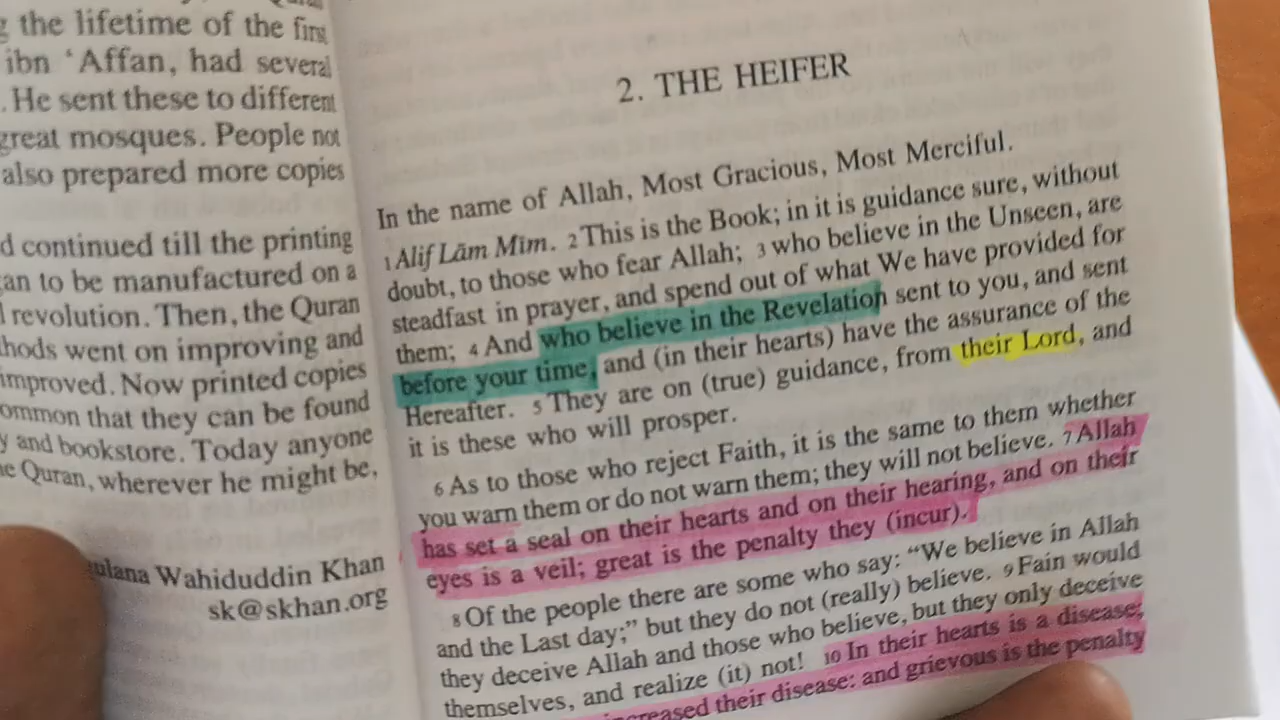 the lifetime of the firs
ibn ‘Affan, had several
. He sent these to different
great mosques. People not
also prepared more copies
d continued till the printing
an to be manufactured on a
revolution. Then, the Quran
hods went on improving and
improved. Now printed copies
ommon that they can be found
y and bookstore. Today anyone
e Quran, wherever he might be.
ulana Wahiduddin Khan
sk@skhan.org
2. THE HEIFER
In the name of Allah, Most Gracious, Most Merciful.
1 Alif Lām Mīm. 2 This is the Book; in it is guidance sure, without
doubt, to those who fear Allah; 3 who believe in the Unseen, are
steadfast in prayer, and spend out of what We have provided for
them; 4 And who believe in the Revelation sent to you, and sent
before your time, and (in their hearts) have the assurance of the
Hereafter. 5 They are on (true) guidance, from their Lord, and
it is these who will prosper.
6 As to those who reject Faith, it is the same to them whether
you warn them or do not warn them; they will not believe. 7 Allah
has set a seal on their hearts and on their hearing, and on their
eyes is a veil; great is the penalty they (incur).
8 Of the people there are some who say: “We believe in Allah
and the Last day;” but they do not (really) believe. 9 Fain would
they deceive Allah and those who believe, but they only deceive
themselves, and realize (it) not! 10 In their hearts is a disease;
creased their disease: and grievous is the penalty